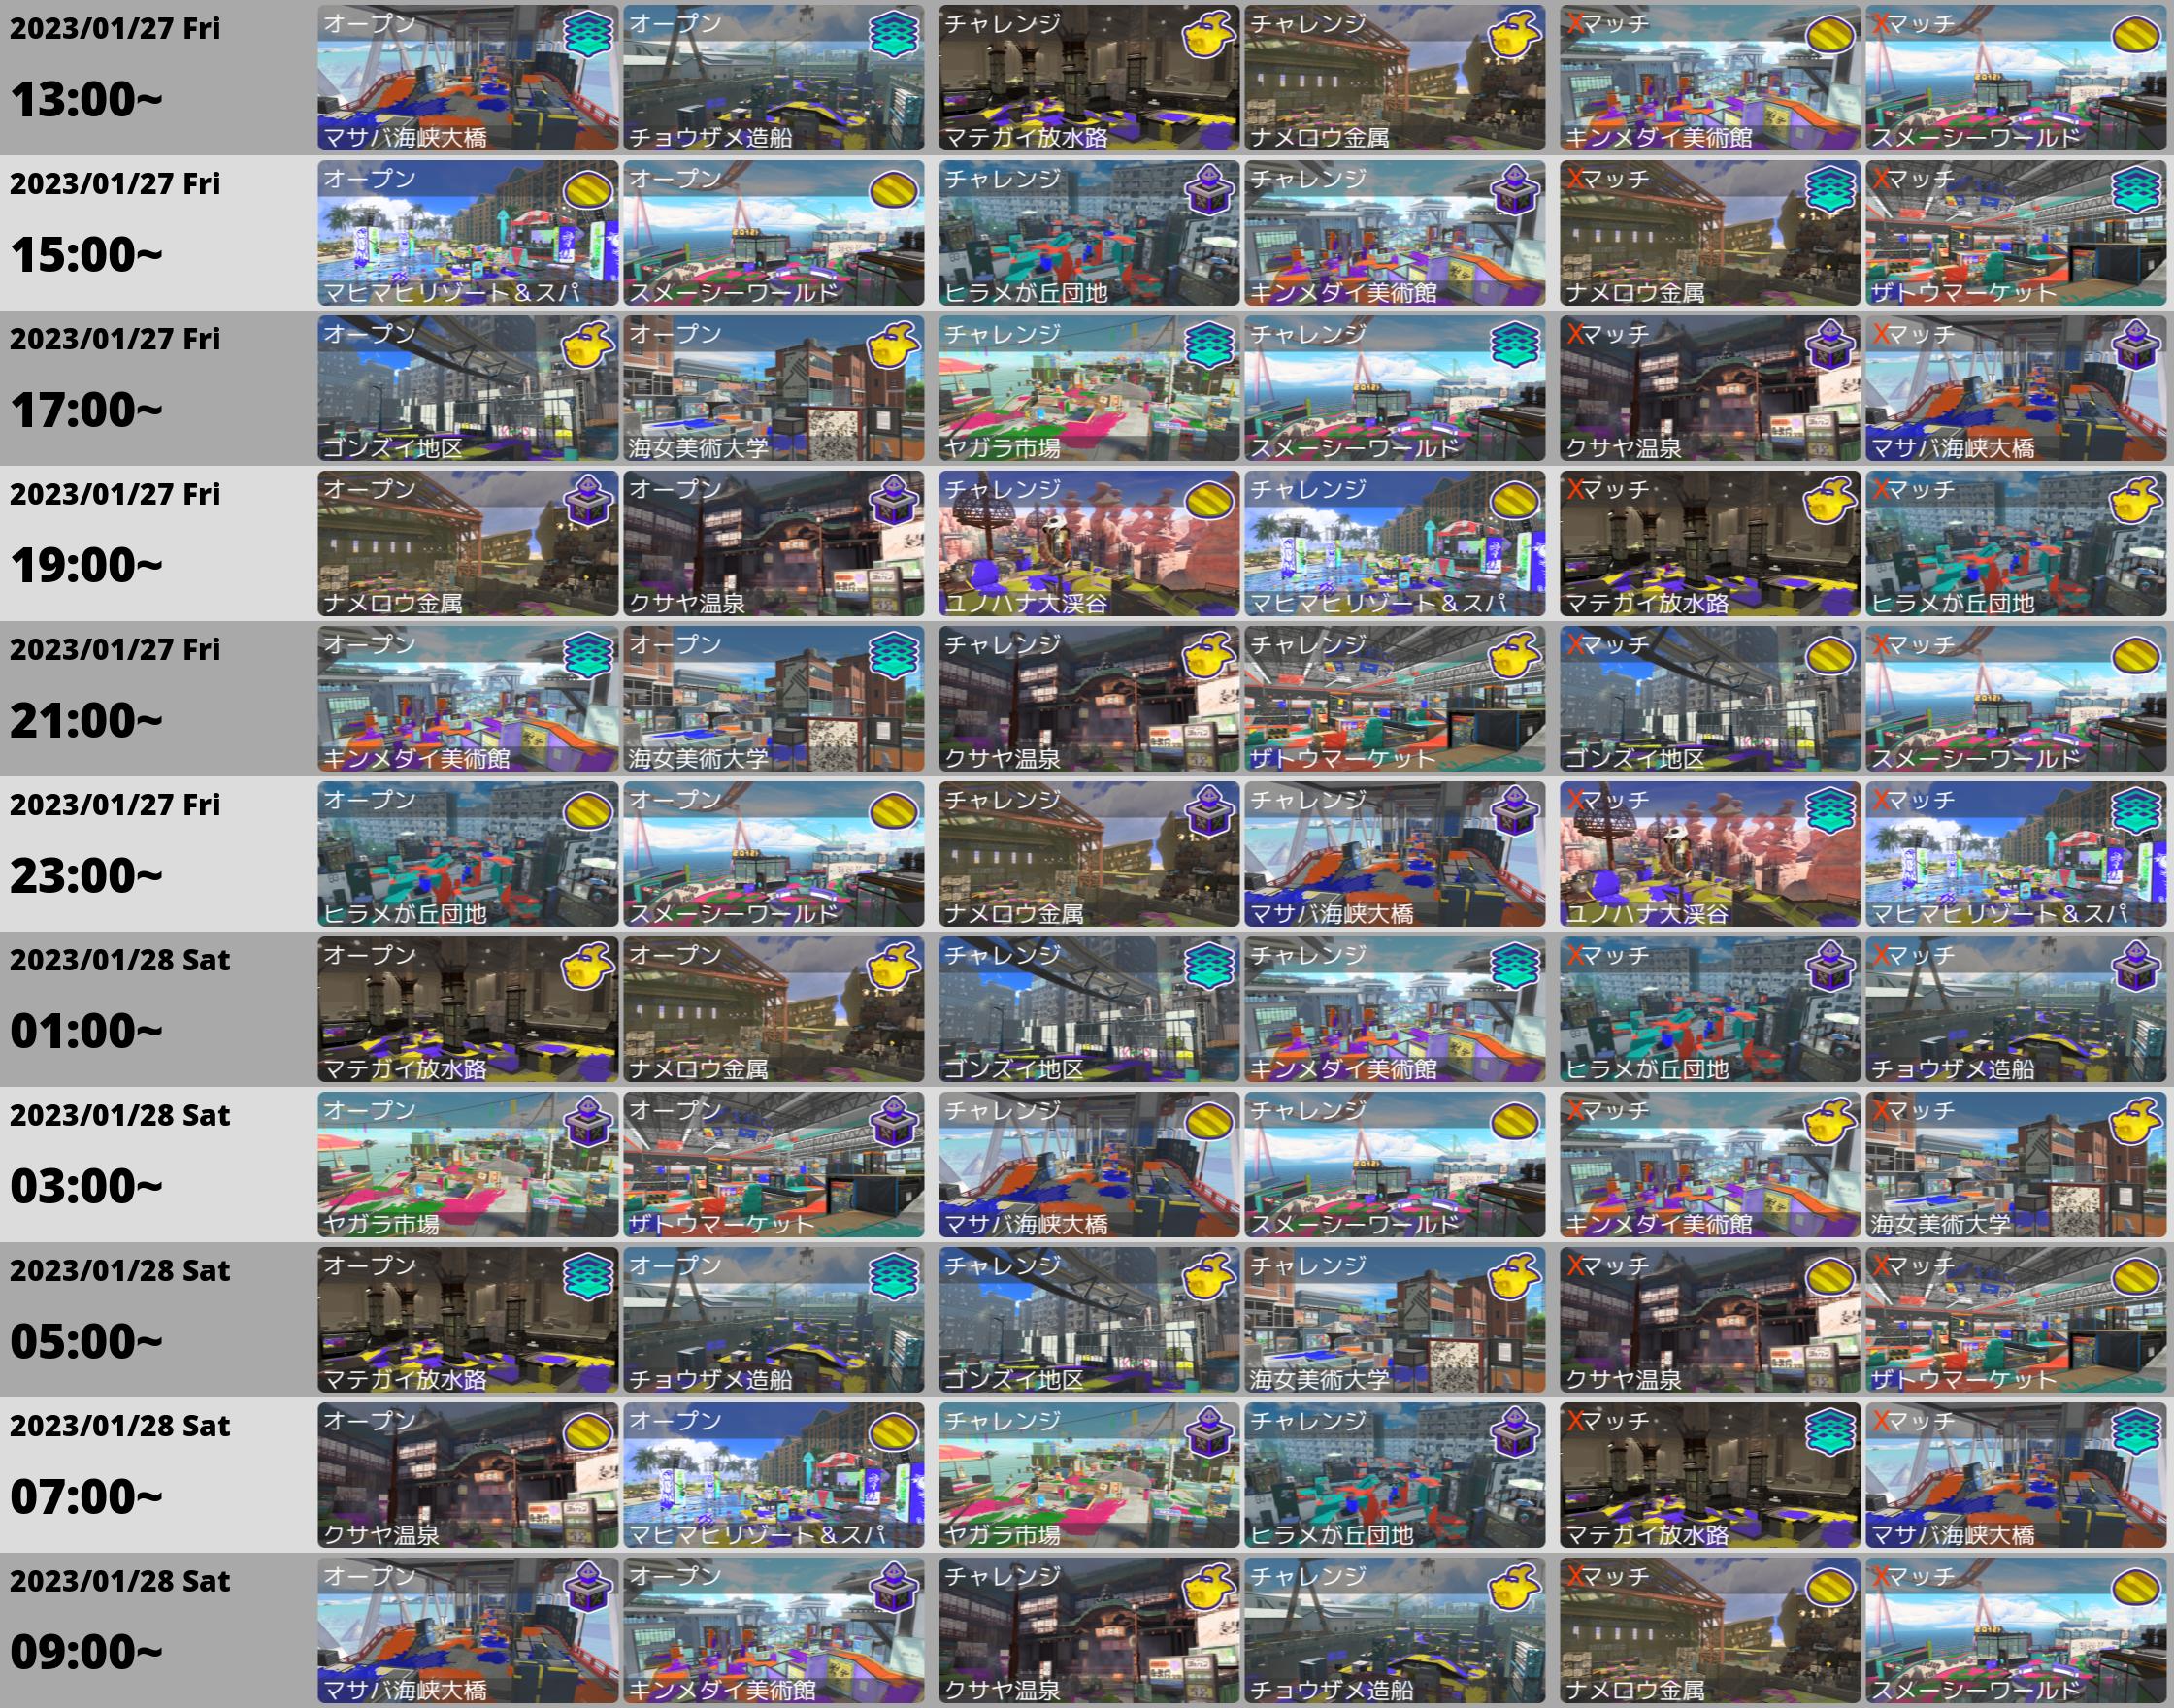 2023/01/27 Fri
13:00~
オープン
マサバ海峡大橋
オープン
チョウザメ造船
チャレンジ
マテガイ放水路
チャレンジ
ナメロウ金属
Xマッチ
キンメダイ美術館
Xマッチ
スメーシーワールド
2023/01/27 Fri
15:00~
オープン
マヒマヒリゾート＆スパ
オープン
スメーシーワールド
チャレンジ
ヒラメが丘団地
チャレンジ
キンメダイ美術館
Xマッチ
ナメロウ金属
Xマッチ
ザトウマーケット
2023/01/27 Fri
17:00~
オープン
ゴンズイ地区
オープン
海女美術大学
チャレンジ
ヤガラ市場
チャレンジ
スメーシーワールド
Xマッチ
クサヤ温泉
Xマッチ
マサバ海峡大橋
2023/01/27 Fri
19:00~
オープン
ナメロウ金属
オープン
クサヤ温泉
チャレンジ
ユノハナ大渓谷
チャレンジ
マヒマヒリゾート＆スパ
Xマッチ
マテガイ放水路
Xマッチ
ヒラメが丘団地
2023/01/27 Fri
21:00~
オープン
キンメダイ美術館
オープン
海女美術大学
チャレンジ
クサヤ温泉
チャレンジ
ザトウマーケット
Xマッチ
ゴンズイ地区
Xマッチ
スメーシーワールド
2023/01/27 Fri
23:00~
オープン
ヒラメが丘団地
オープン
スメーシーワールド
チャレンジ
ナメロウ金属
チャレンジ
マサバ海峡大橋
Xマッチ
ユノハナ大渓谷
Xマッチ
マヒマヒリゾート＆スパ
2023/01/28 Sat
01:00~
オープン
マテガイ放水路
オープン
ナメロウ金属
チャレンジ
ゴンズイ地区
チャレンジ
キンメダイ美術館
Xマッチ
ヒラメが丘団地
Xマッチ
チョウザメ造船
2023/01/28 Sat
03:00~
オープン
ヤガラ市場
オープン
ザトウマーケット
チャレンジ
マサバ海峡大橋
チャレンジ
スメーシーワールド
Xマッチ
キンメダイ美術館
Xマッチ
海女美術大学
2023/01/28 Sat
05:00~
オープン
マテガイ放水路
オープン
チョウザメ造船
チャレンジ
ゴンズイ地区
チャレンジ
海女美術大学
Xマッチ
クサヤ温泉
Xマッチ
ザトウマーケット
2023/01/28 Sat
07:00~
オープン
クサヤ温泉
オープン
マヒマヒリゾート＆スパ
チャレンジ
ヤガラ市場
チャレンジ
ヒラメが丘団地
Xマッチ
マテガイ放水路
Xマッチ
マサバ海峡大橋
2023/01/28 Sat
09:00~
オープン
マサバ海峡大橋
オープン
キンメダイ美術館
チャレンジ
クサヤ温泉
チャレンジ
チョウザメ造船
Xマッチ
ナメロウ金属
Xマッチ
スメーシーワールド